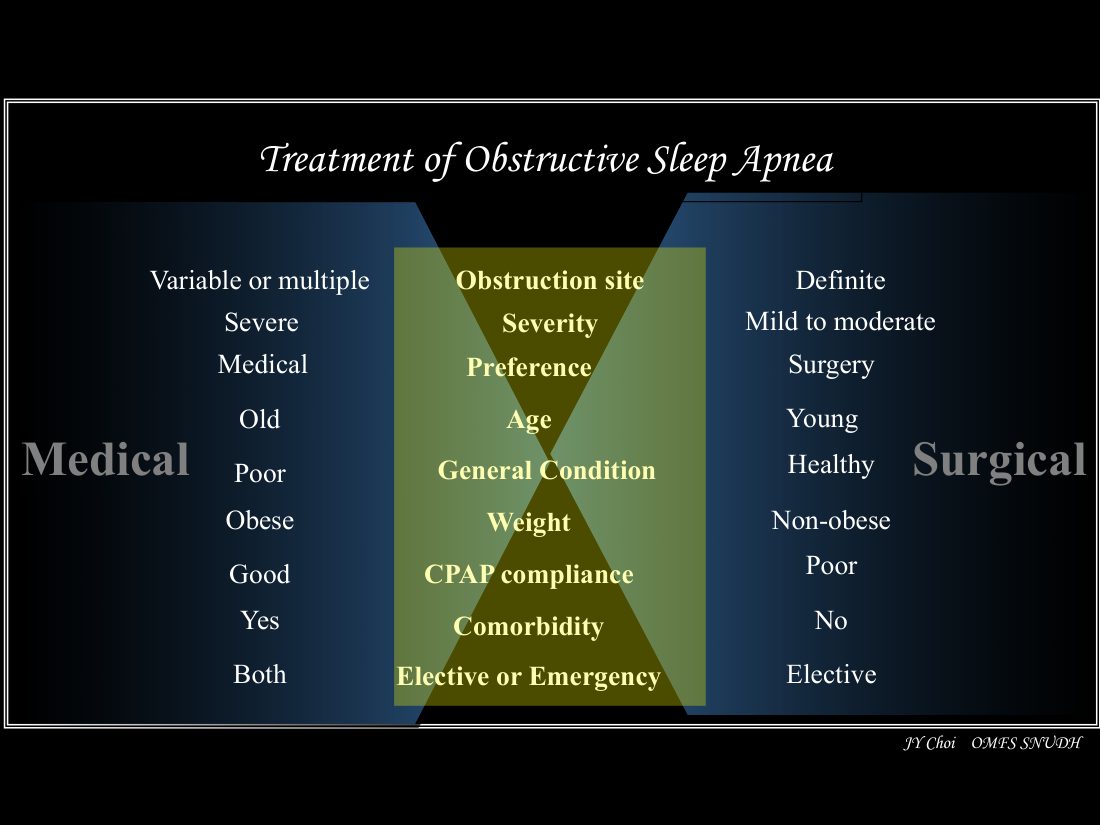 Treatment of Obstructive Sleep Apnea
Variable or multiple Obstruction site Definite
Severe Severity Mild to moderate
Medical Preference Surgery
Old Age Young
Medical Surgical
Poor General Condition Healthy
Obese Weight Non-obese
Good CPAP compliance Poor
Yes Comorbidity No
Both Elective or Emergency Elective
JY Choi OMFS SNUDH